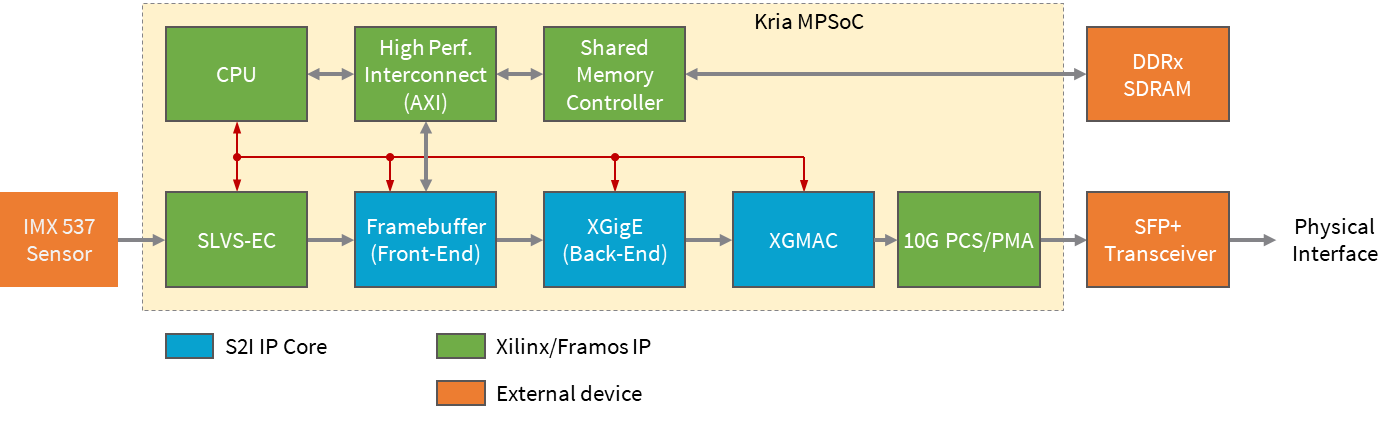 Kria MPSoC
CPU
High Perf.
Interconnect
(AXI)
Shared
Memory
Controller
DDRx
SDRAM
IMX 537
Sensor
SLVS-EC
Framebuffer
(Front-End)
XGigE
(Back-End)
XGMAC
10G PCS/PMA
SFP+
Transceiver
Physical
Interface
S2I IP Core
Xilinx/Framos IP
External device